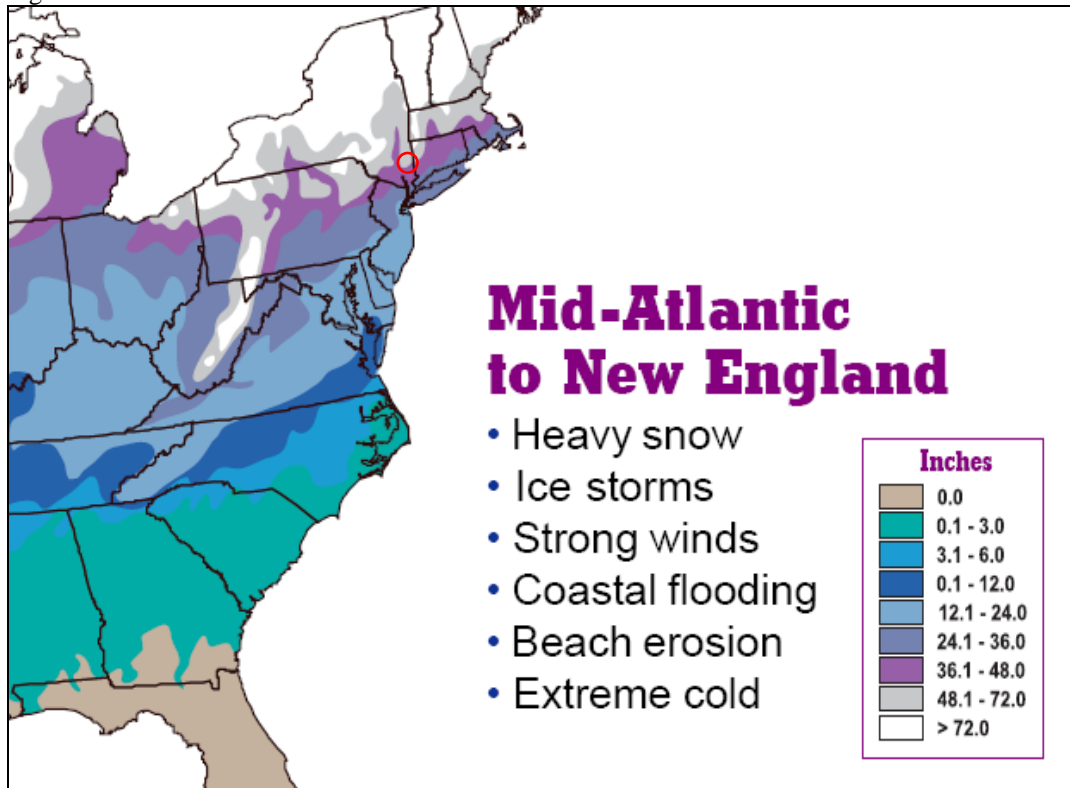 Mid-Atlantic
to New England
• Heavy snow
• Ice storms
• Strong winds
• Coastal flooding
• Beach erosion
• Extreme cold
Inches
0.0
0.1 - 3.0
3.1 - 6.0
0.1 - 12.0
12.1 - 24.0
24.1 - 36.0
36.1 - 48.0
48.1 - 72.0
> 72.0